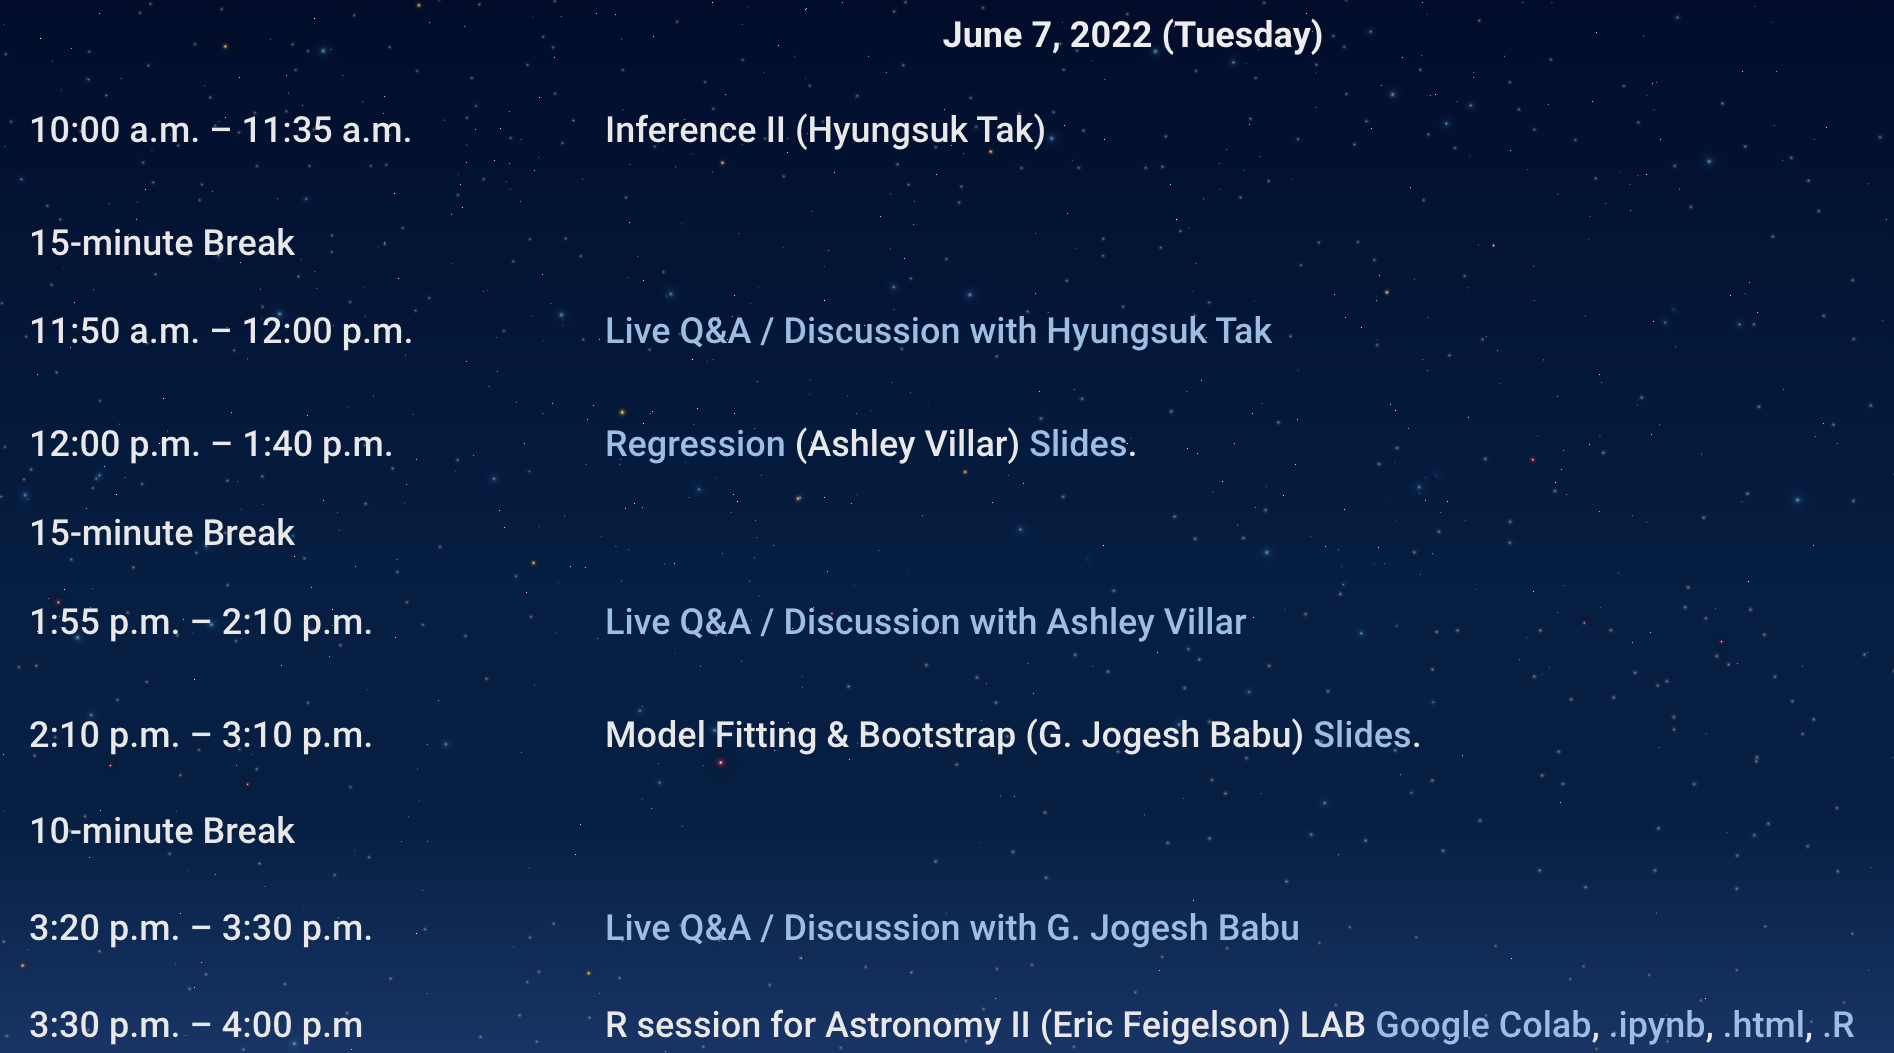 June 7, 2022 (Tuesday)
10:00 a.m. – 11:35 a.m. Inference II (Hyungsuk Tak)
15-minute Break
11:50 a.m. – 12:00 p.m. Live Q&A / Discussion with Hyungsuk Tak
12:00 p.m. – 1:40 p.m. Regression (Ashley Villar) Slides.
15-minute Break
1:55 p.m. – 2:10 p.m. Live Q&A / Discussion with Ashley Villar
2:10 p.m. – 3:10 p.m. Model Fitting & Bootstrap (G. Jogesh Babu) Slides.
10-minute Break
3:20 p.m. – 3:30 p.m. Live Q&A / Discussion with G. Jogesh Babu
3:30 p.m. – 4:00 p.m R session for Astronomy II (Eric Feigelson) LAB Google Colab, .ipynb, .html, .R